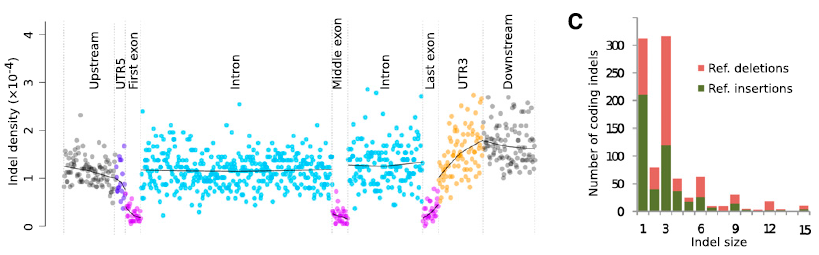 Indel density (×10⁻⁴)
0
1
2
3
4
Upstream
UTR5
First exon
Intron
Middle exon
Intron
Last exon
UTR3
Downstream
C
Number of coding indels
300
250
200
150
100
50
0
Ref. deletions
Ref. insertions
1 3 6 9 12 15
Indel size